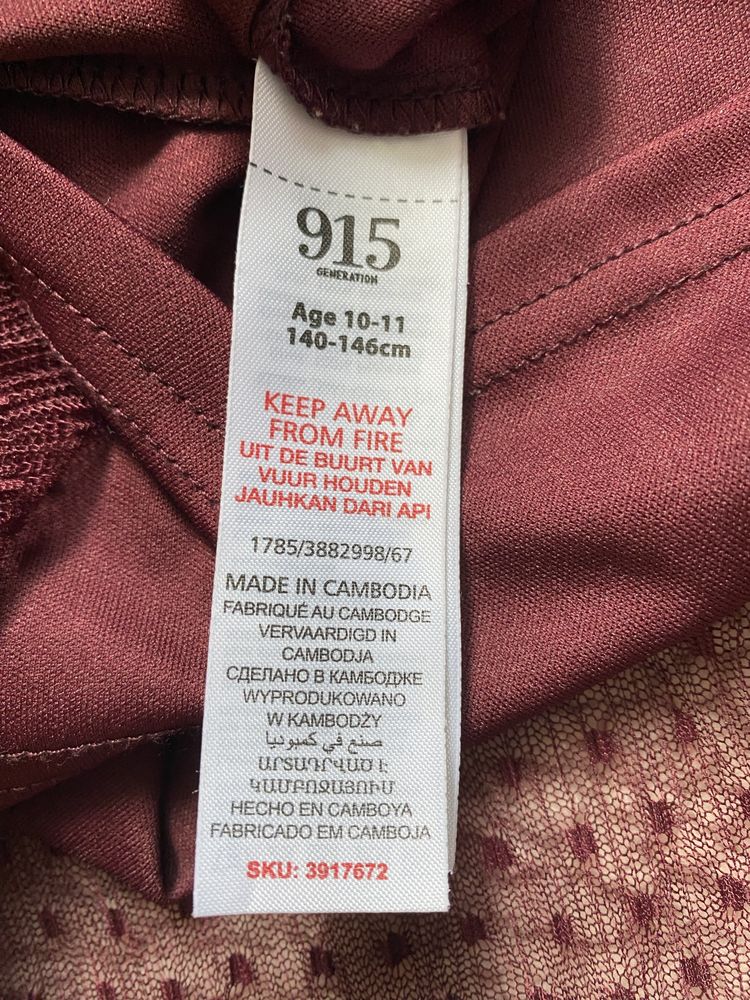 915
GENERATION
Age 10-11
140-146cm
KEEP AWAY
FROM FIRE
UIT DE BUURT VAN
VUUR HOUDEN
JAUHKAN DARI API
1785/3882998/67
MADE IN CAMBODIA
FABRIQUÉ AU CAMBODGE
VERVAARDIGD IN
CAMBODJA
СДЕЛАНО В КАМБОДЖЕ
WYPRODUKOWANO
W KAMBODŻY
صنع في كمبوديا
ԱՐՏԱԴՐՎԱԾ Է
ԿԱՄԲՈՋԱՅՈՒՄ
HECHO EN CAMBOYA
FABRICADO EM CAMBOJA
SKU: 3917672